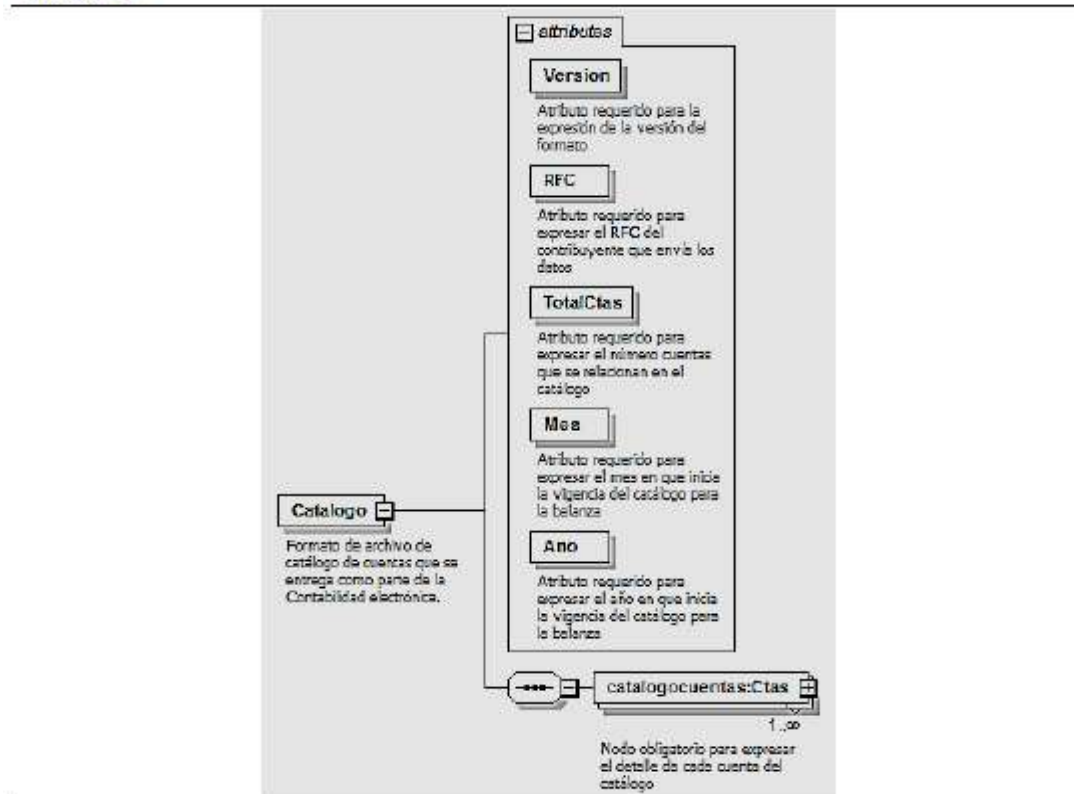 attributes
Version
Atributo requerido para la
expresión de la versión del
formato
RFC
Atributo requerido para
expresar el RFC del
contribuyente que envía los
datos
TotalCtas
Atributo requerido para
expresar el número cuentas
que se relacionan en el
catálogo
Mes
Atributo requerido para
expresar el mes en que inicia
la vigencia del catálogo para
la balanza
Catalogo
Formato de archivo de
catálogo de cuentas que se
entrega como parte de la
Contabilidad electrónica.
Ano
Atributo requerido para
expresar el año en que inicia
la vigencia del catálogo para
la balanza
catalogocuentas:Ctas
1..∞
Nodo obligatorio para expresar
el detalle de cada cuenta del
catálogo